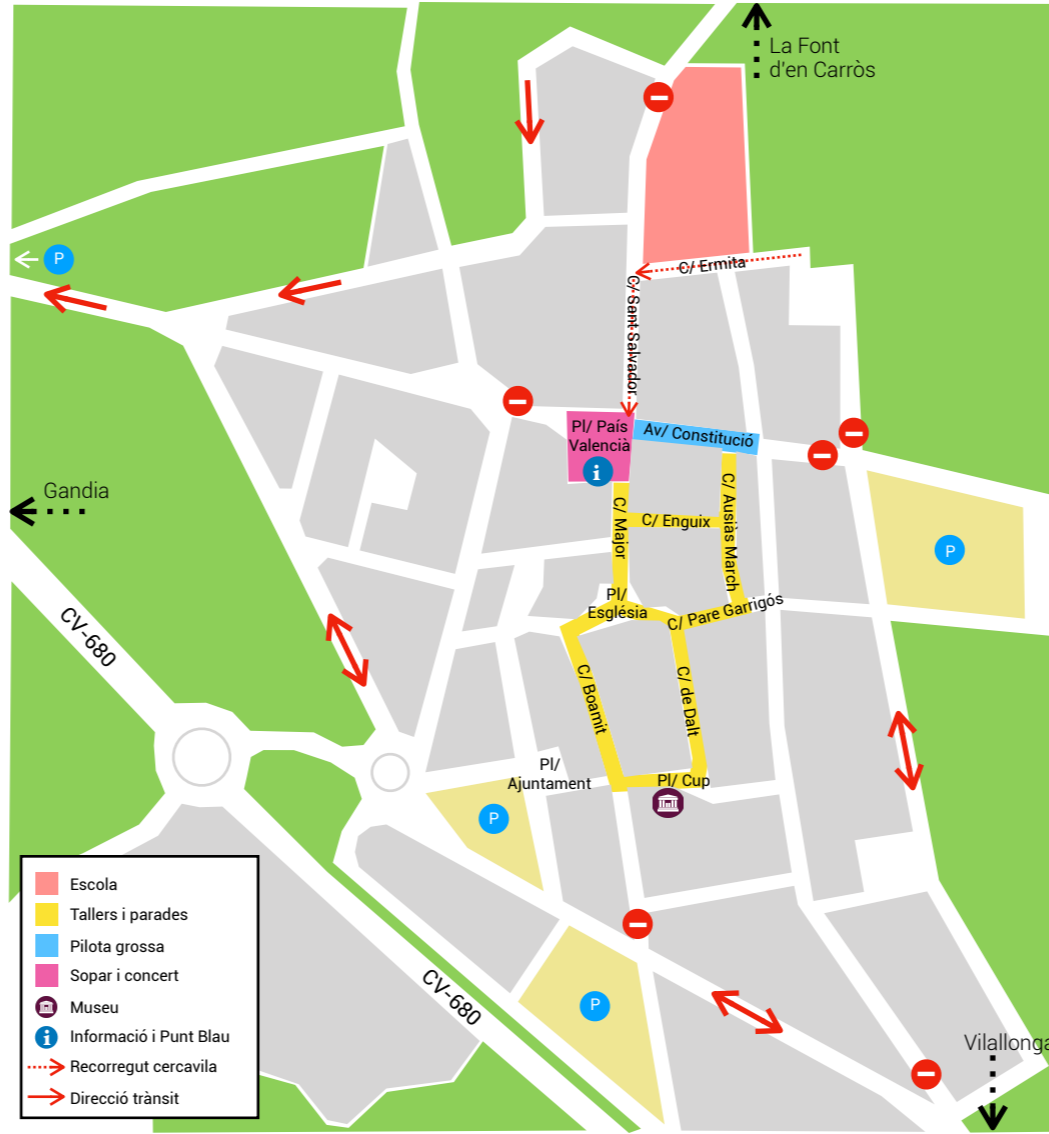 La Font
d'en Carròs
P
C/ Ermita
C/ Sant Salvador
Pl/ País
Valencià
Av/ Constitució
i
Gandia
C/ Major
C/ Enguix
C/ Ausiàs March
P
Pl/
Església
C/ Pare Garrigós
CV-680
C/ Boamit
C/ de Dalt
Pl/
Ajuntament
Pl/ Cup
P
Escola
Tallers i parades
Pilota grossa
Sopar i concert
Museu
i
Informació i Punt Blau
Recorregut cercavila
Direcció trànsit
CV-680
P
Vilallonga